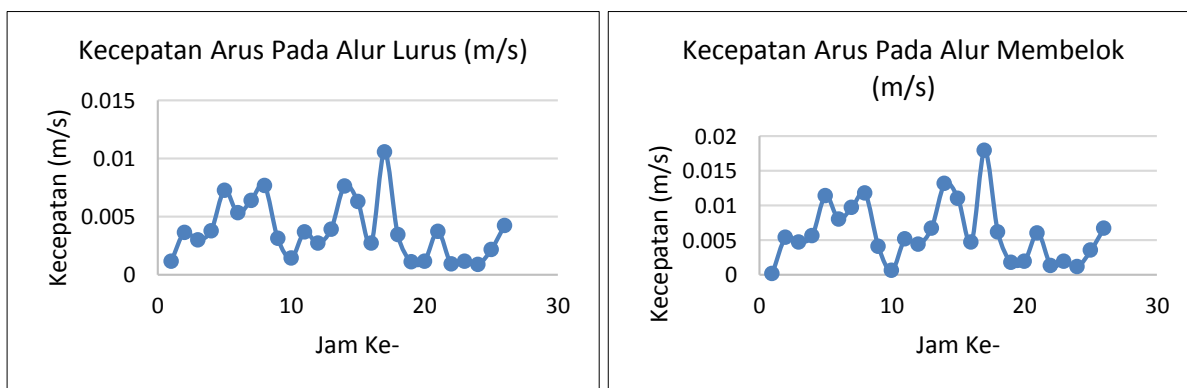 Kecepatan Arus Pada Alur Lurus (m/s)
Kecepatan (m/s)
0.015
0.01
0.005
0
0 10 20 30
Jam Ke-
Kecepatan Arus Pada Alur Membelok
(m/s)
Kecepatan (m/s)
0.02
0.015
0.01
0.005
0
0 10 20 30
Jam Ke-